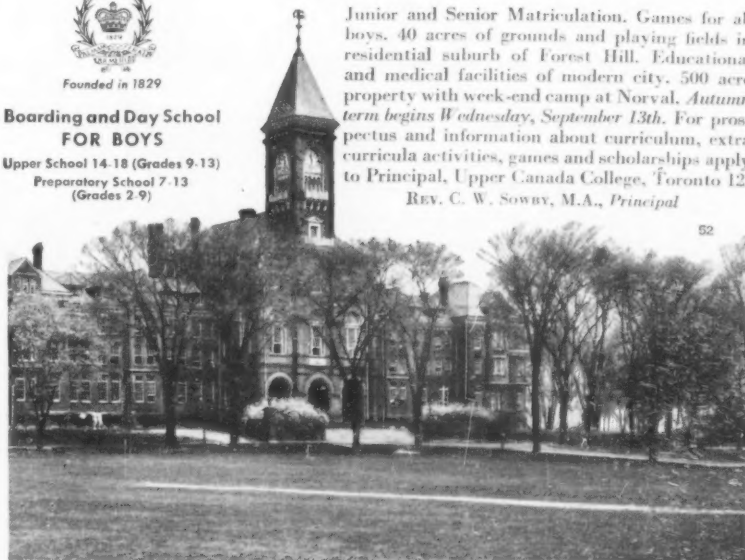 1829
Founded in 1829
Boarding and Day School
FOR BOYS
Upper School 14-18 (Grades 9-13)
Preparatory School 7-13
(Grades 2-9)
Junior and Senior Matriculation. Games for al
boys. 40 acres of grounds and playing fields in
residential suburb of Forest Hill. Educationa
and medical facilities of modern city. 500 acre
property with week-end camp at Norval. Autumn
term begins Wednesday, September 13th. For pros-
pectus and information about curriculum, extra
curricula activities, games and scholarships apply
to Principal, Upper Canada College, Toronto 12
REV. C. W. SOWBY, M.A., Principal
52